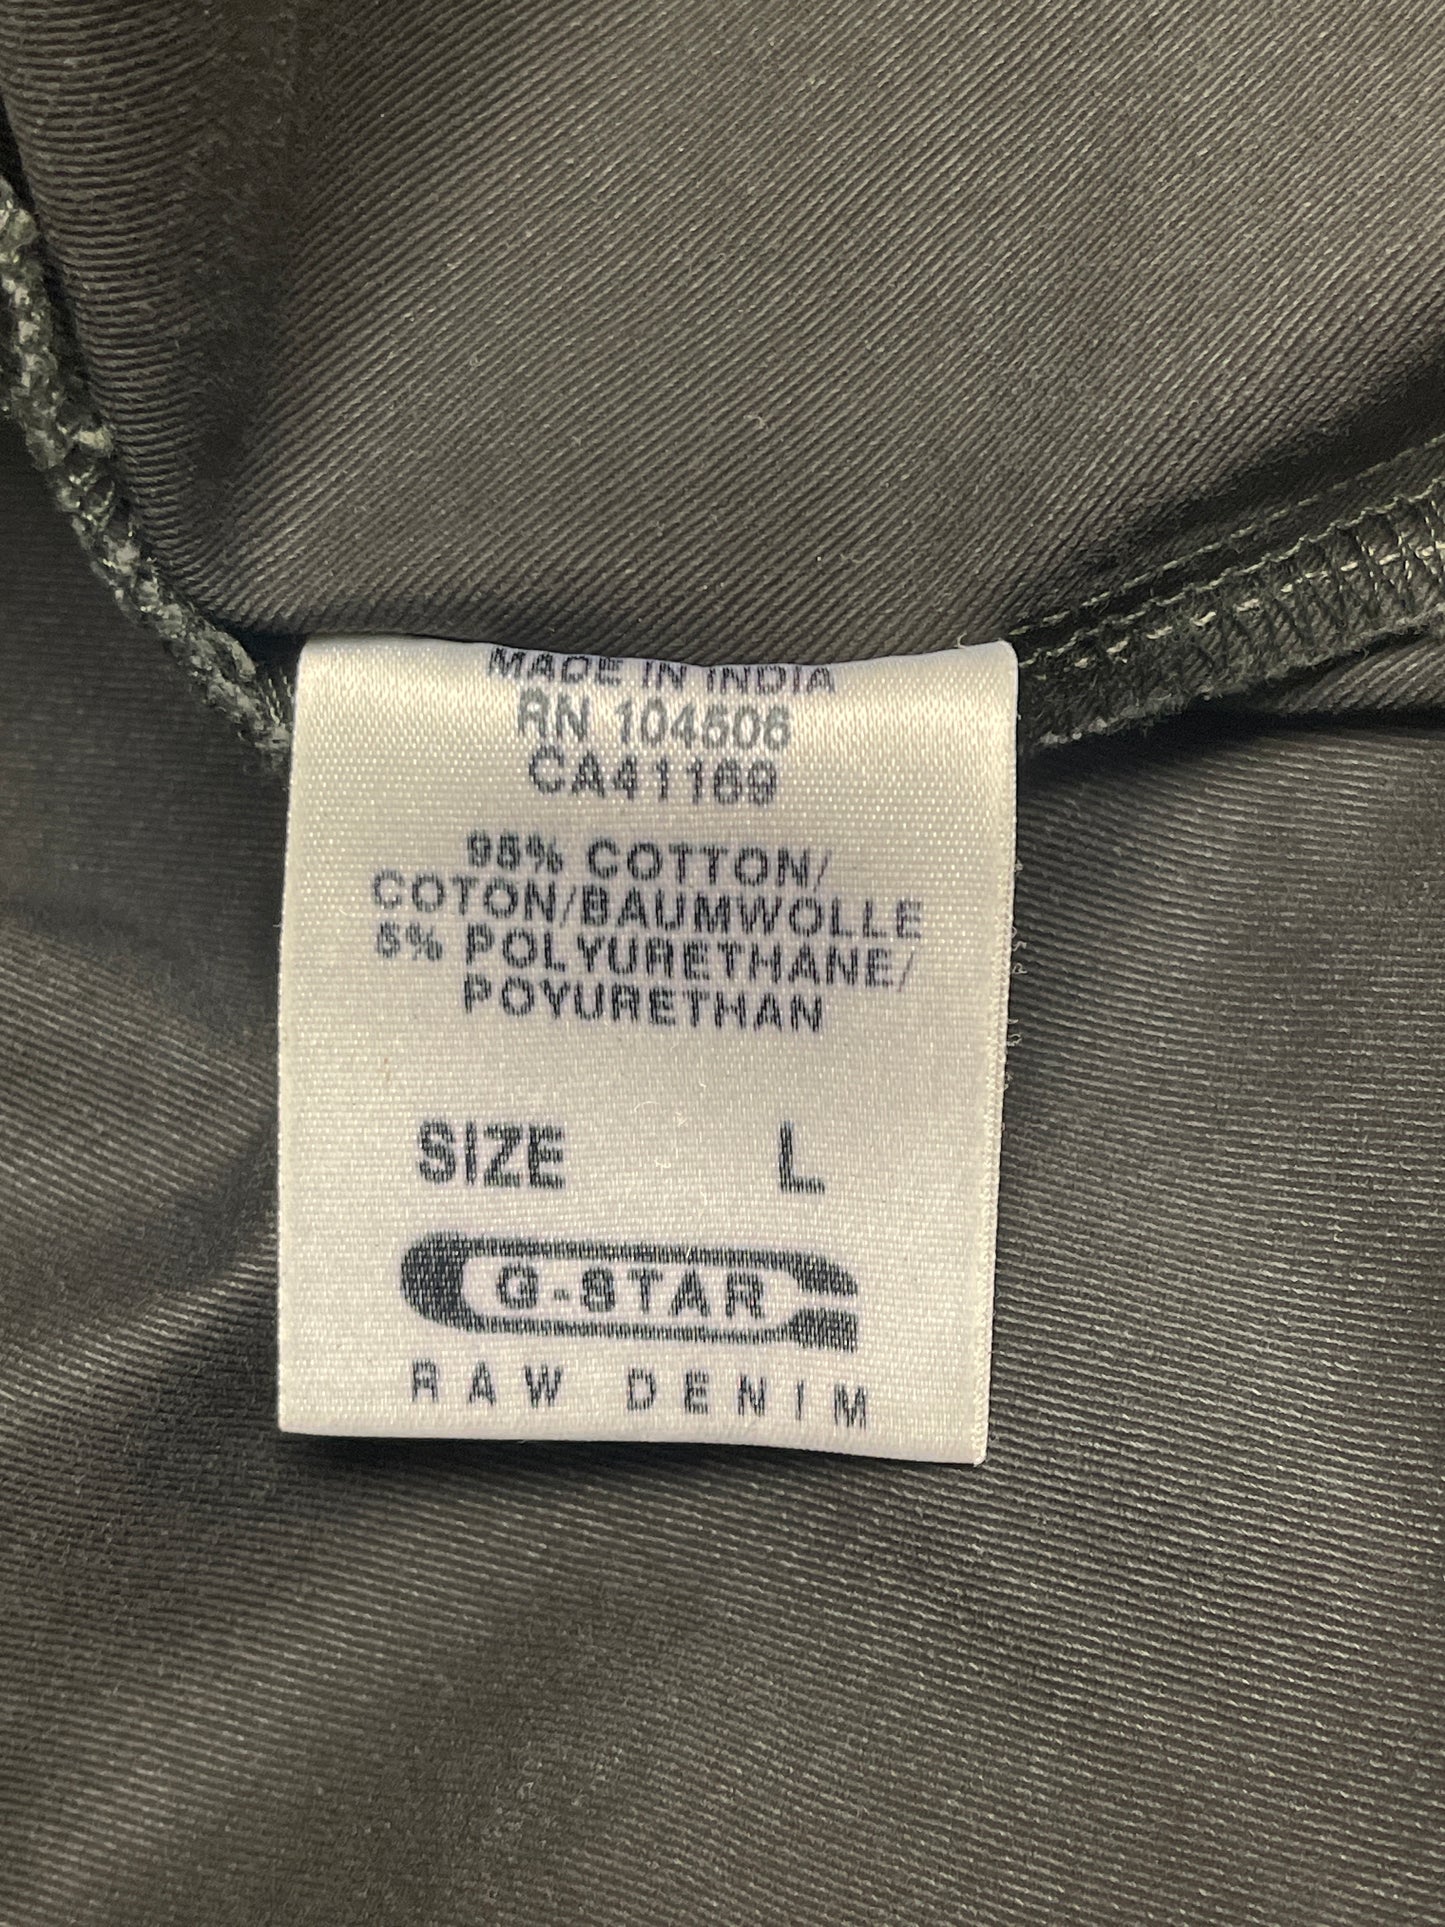 MADE IN INDIA
RN 104506
CA41169
95% COTTON/
COTON/BAUMWOLLE
5% POLYURETHANE/
POYURETHAN
SIZE L
G-STAR
RAW DENIM